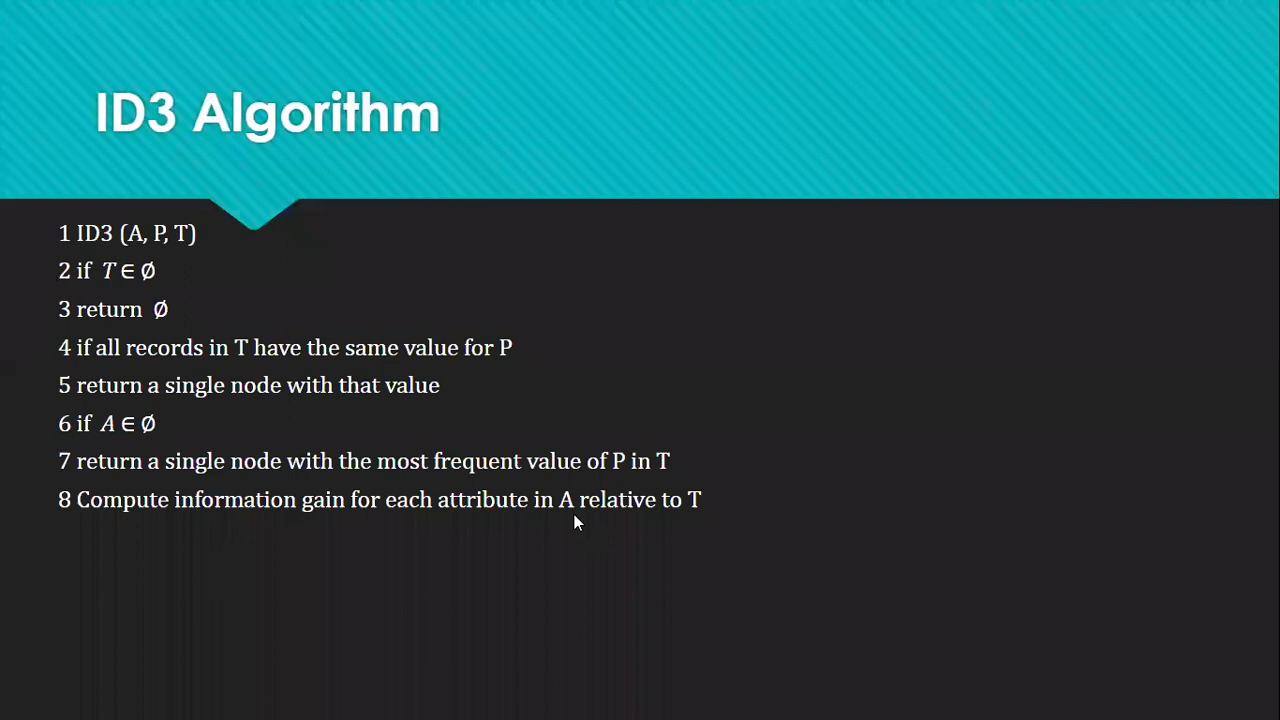 ID3 Algorithm
1 ID3 (A, P, T)
2 if T ∈ Ø
3 return Ø
4 if all records in T have the same value for P
5 return a single node with that value
6 if A ∈ Ø
7 return a single node with the most frequent value of P in T
8 Compute information gain for each attribute in A relative to T